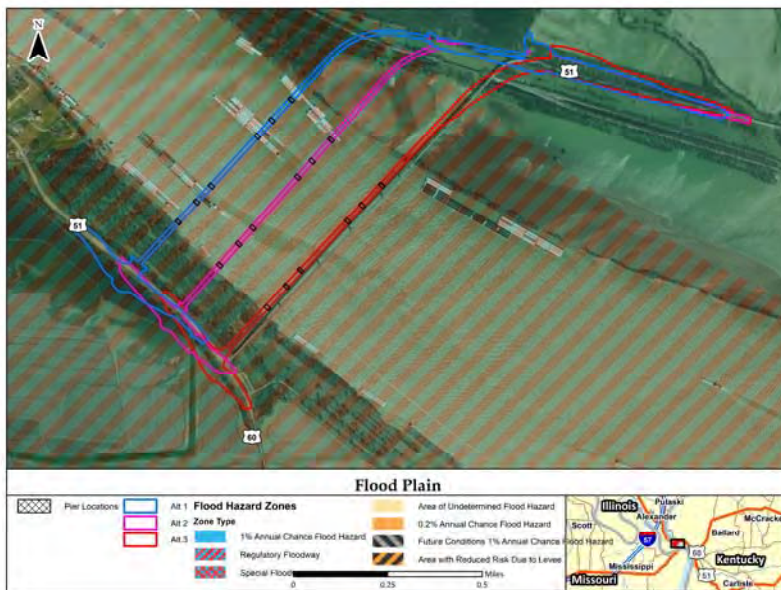 N
51
51
60
Flood Plain
Pier Locations
Alt 1
Alt 2
Alt 3
Flood Hazard Zones
Zone Type
1% Annual Chance Flood Hazard
Regulatory Floodway
Special Flood
Area of Undetermined Flood Hazard
0.2% Annual Chance Flood Hazard
Future Conditions 1% Annual Chance Flood Hazard
Area with Reduced Risk Due to Levee
0 0.25 0.5
Miles
Illinois
Pulaski
Alexander
Scott
57
McCracke
Ballard
60
Kentucky
51
Mississippi
Missouri
Carlisle